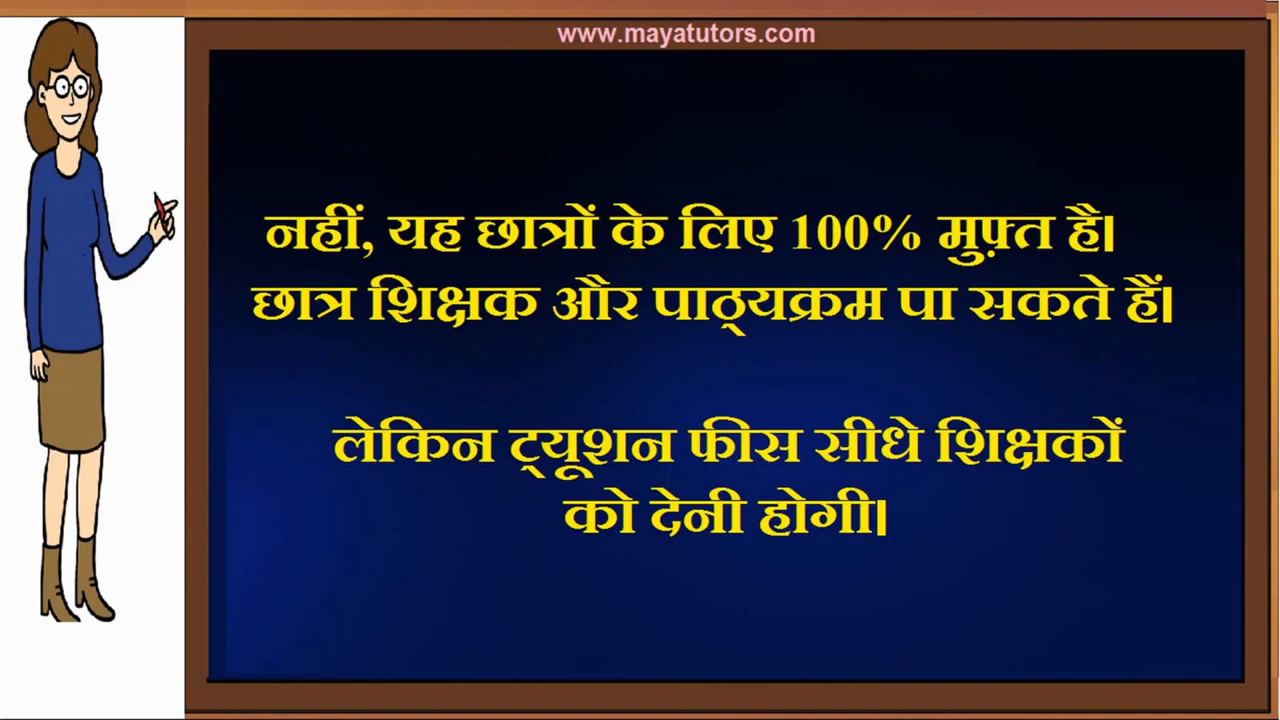 www.mayatutors.com
नहीं, यह छात्रों के लिए 100% मुफ़्त है।
छात्र शिक्षक और पाठ्यक्रम पा सकते हैं।
लेकिन ट्यूशन फीस सीधे शिक्षकों
को देनी होगी।